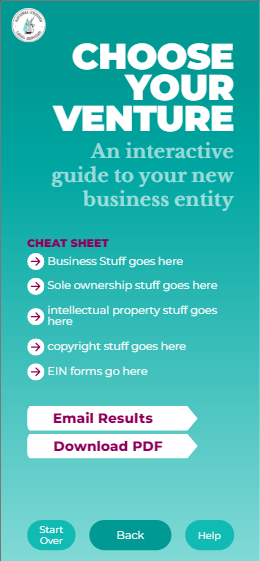 CHOOSE
YOUR
VENTURE
An interactive
guide to your new
business entity
CHEAT SHEET
Business Stuff goes here
Sole ownership stuff goes here
intellectual property stuff goes
here
copyright stuff goes here
EIN forms go here
Email Results
Download PDF
Start
Over
Back
Help